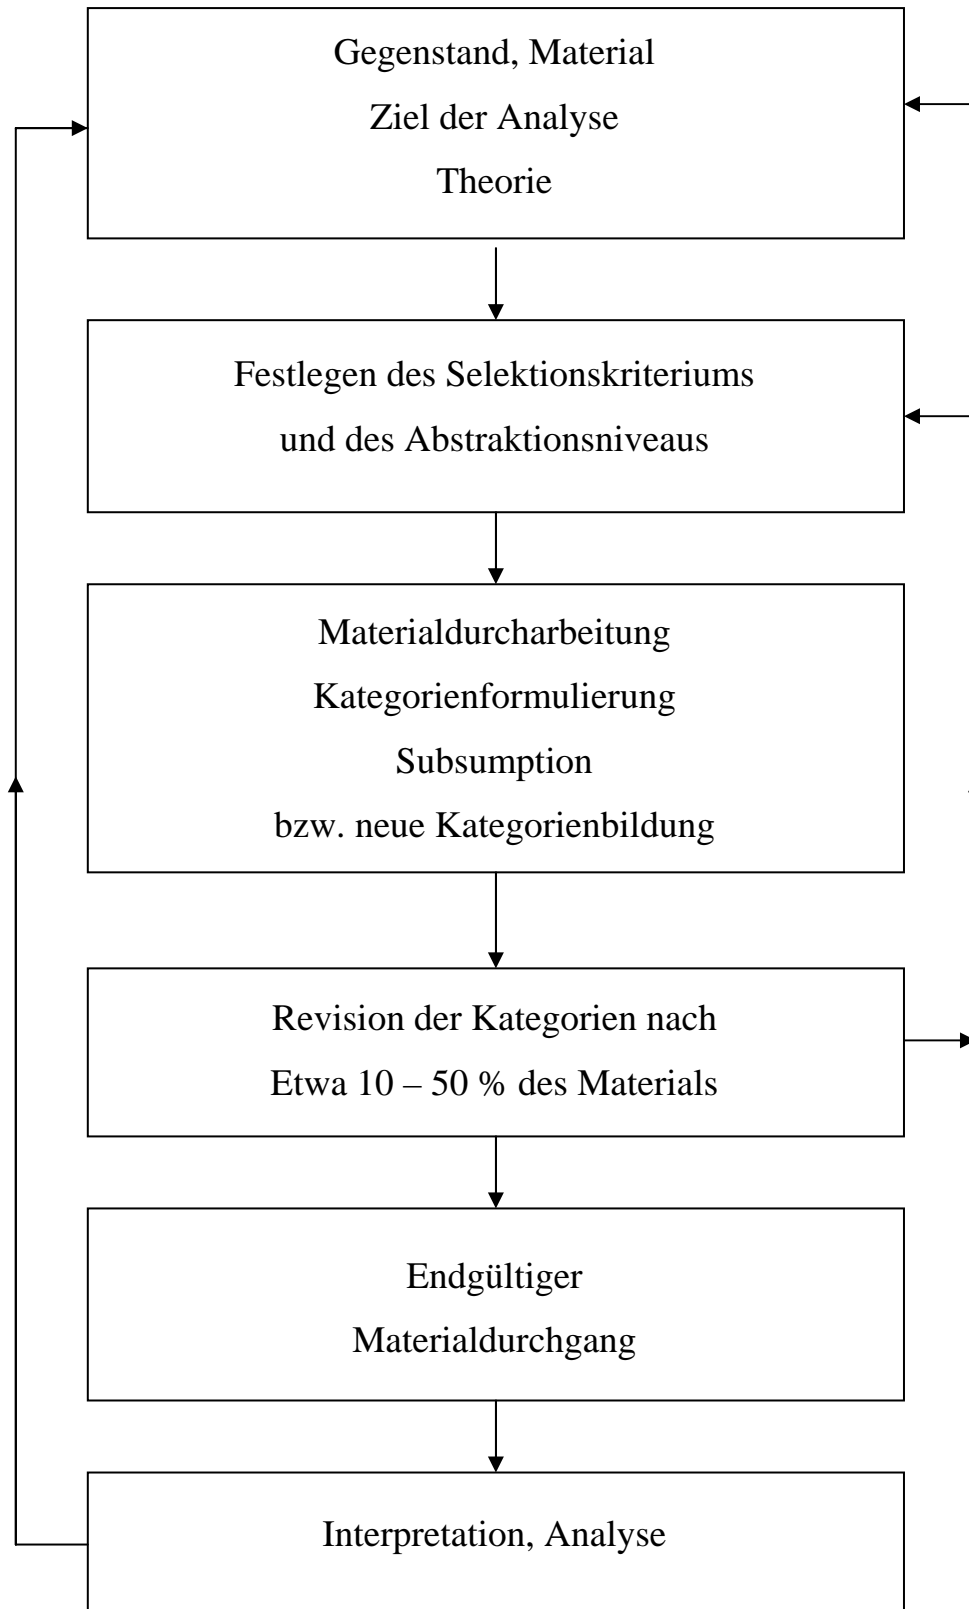 Gegenstand, Material
Ziel der Analyse
Theorie
Festlegen des Selektionskriteriums
und des Abstraktionsniveaus
Materialdurcharbeitung
Kategorienformulierung
Subsumption
bzw. neue Kategorienbildung
Revision der Kategorien nach
Etwa 10 – 50 % des Materials
Endgültiger
Materialdurchgang
Interpretation, Analyse